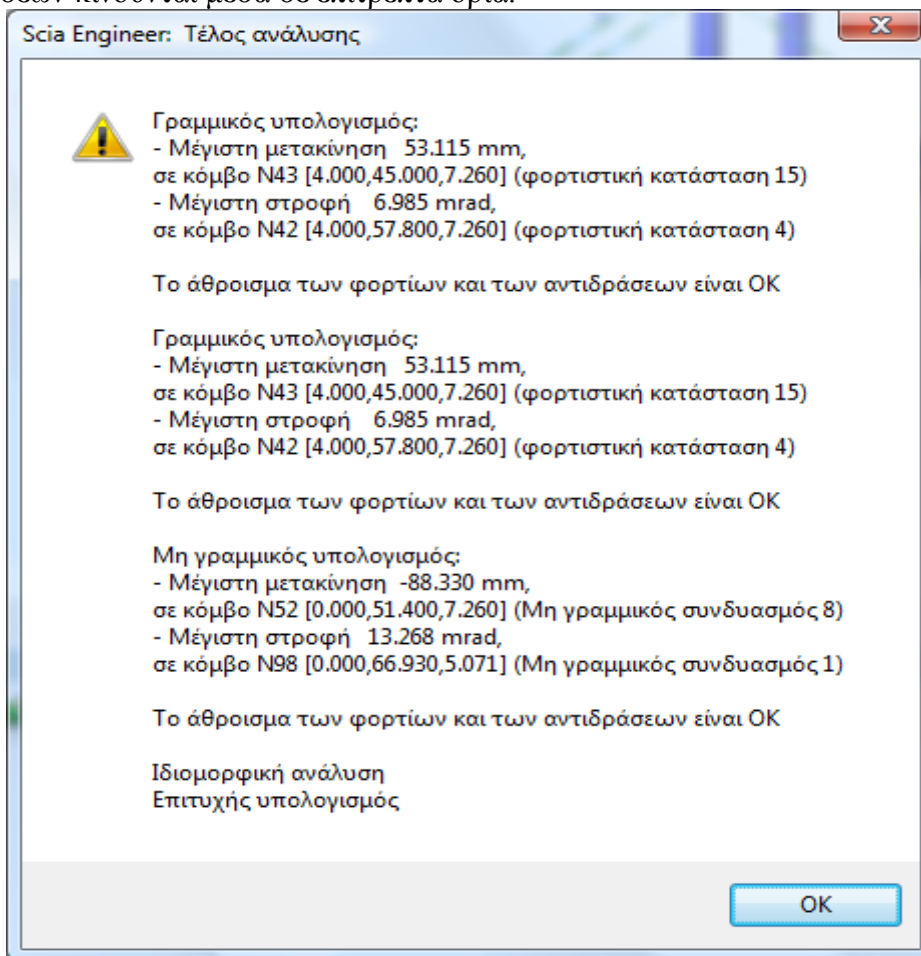 κινούνται μέσα σε επιτρεπτά όρια.
Scia Engineer: Τέλος ανάλυσης
Γραμμικός υπολογισμός:
- Μέγιστη μετακίνηση 53.115 mm,
σε κόμβο N43 [4.000,45.000,7.260] (φορτιστική κατάσταση 15)
- Μέγιστη στροφή 6.985 mrad,
σε κόμβο N42 [4.000,57.800,7.260] (φορτιστική κατάσταση 4)
Το άθροισμα των φορτίων και των αντιδράσεων είναι OK
Γραμμικός υπολογισμός:
- Μέγιστη μετακίνηση 53.115 mm,
σε κόμβο N43 [4.000,45.000,7.260] (φορτιστική κατάσταση 15)
- Μέγιστη στροφή 6.985 mrad,
σε κόμβο N42 [4.000,57.800,7.260] (φορτιστική κατάσταση 4)
Το άθροισμα των φορτίων και των αντιδράσεων είναι OK
Μη γραμμικός υπολογισμός:
- Μέγιστη μετακίνηση -88.330 mm,
σε κόμβο N52 [0.000,51.400,7.260] (Μη γραμμικός συνδυασμός 8)
- Μέγιστη στροφή 13.268 mrad,
σε κόμβο N98 [0.000,66.930,5.071] (Μη γραμμικός συνδυασμός 1)
Το άθροισμα των φορτίων και των αντιδράσεων είναι OK
Ιδιομορφική ανάλυση
Επιτυχής υπολογισμός
OK